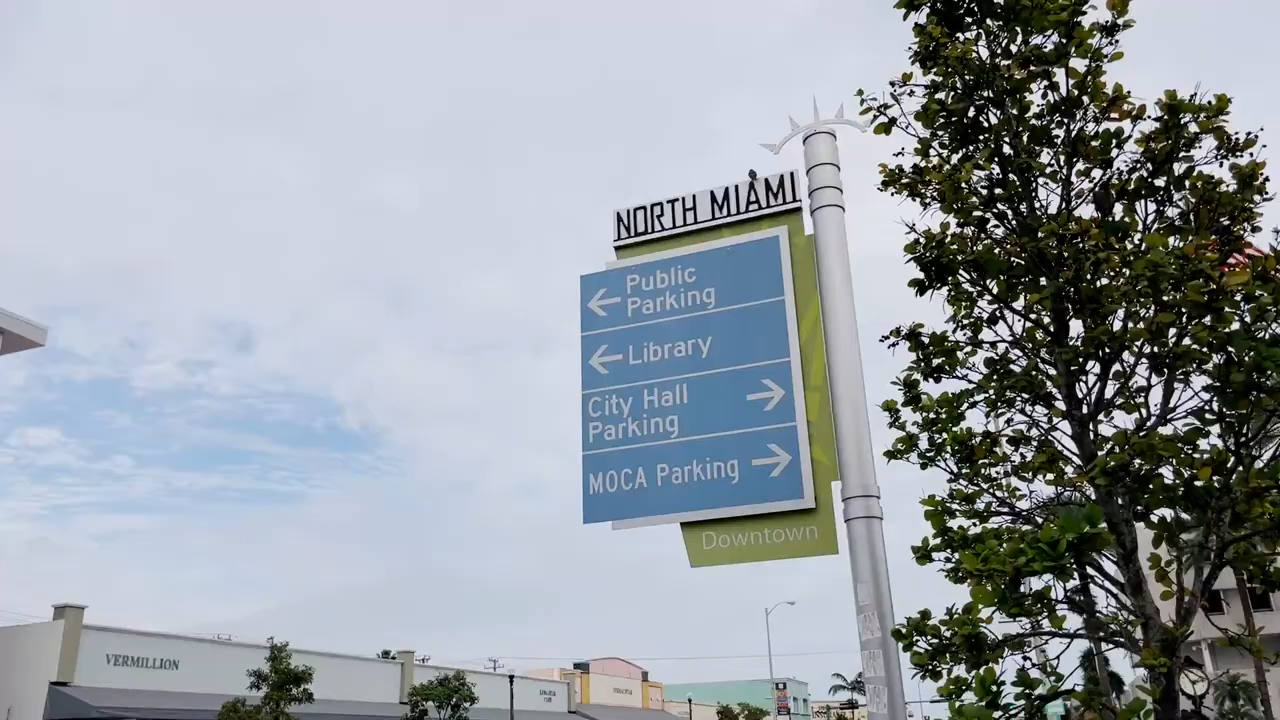 NORTH MIAMI
Public
Parking
Library
City Hall
Parking
MOCA Parking
Downtown
VERMILLION